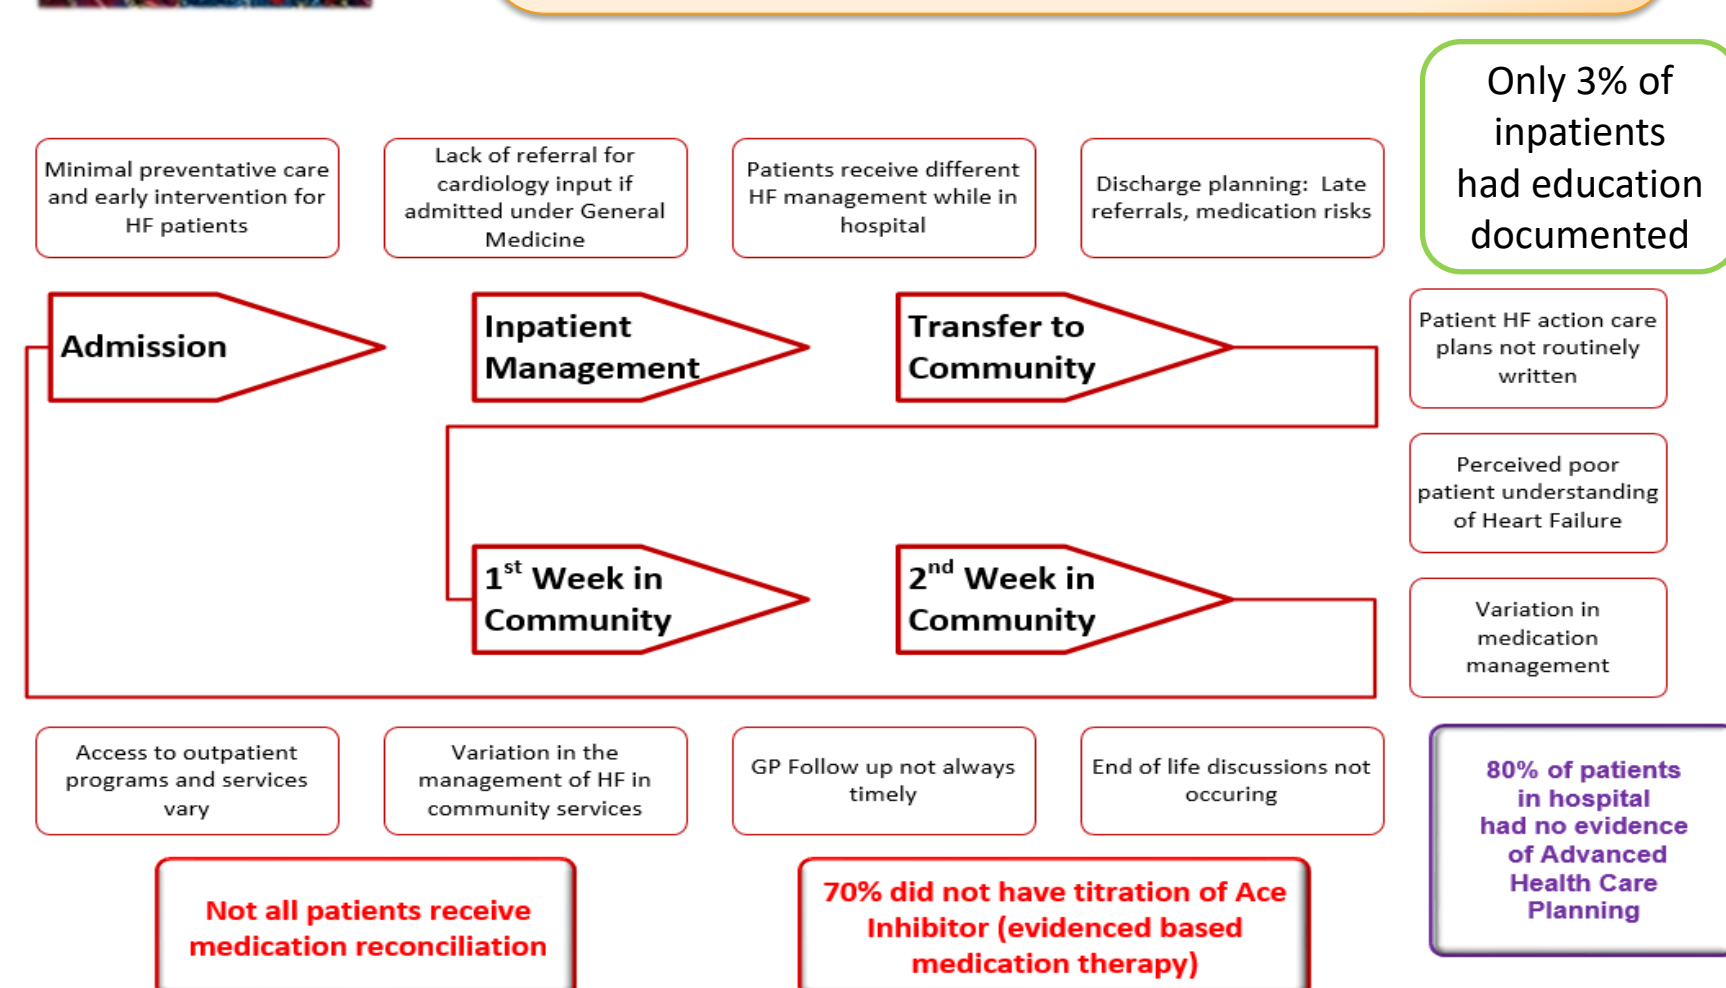 Only 3% of
inpatients
had education
documented
Minimal preventative care
and early intervention for
HF patients
Lack of referral for
cardiology input if
admitted under General
Medicine
Patients receive different
HF management while in
hospital
Discharge planning:  Late
referrals, medication risks
Admission
Inpatient
Management
Transfer to
Community
Patient HF action care
plans not routinely
written
Perceived poor
patient understanding
of Heart Failure
1st Week in
Community
2nd Week in
Community
Variation in
medication
management
Access to outpatient
programs and services
vary
Variation in the
management of HF in
community services
GP Follow up not always
timely
End of life discussions not
occuring
80% of patients
in hospital
had no evidence
of Advanced
Health Care
Planning
Not all patients receive
medication reconciliation
70% did not have titration of Ace
Inhibitor (evidenced based
medication therapy)